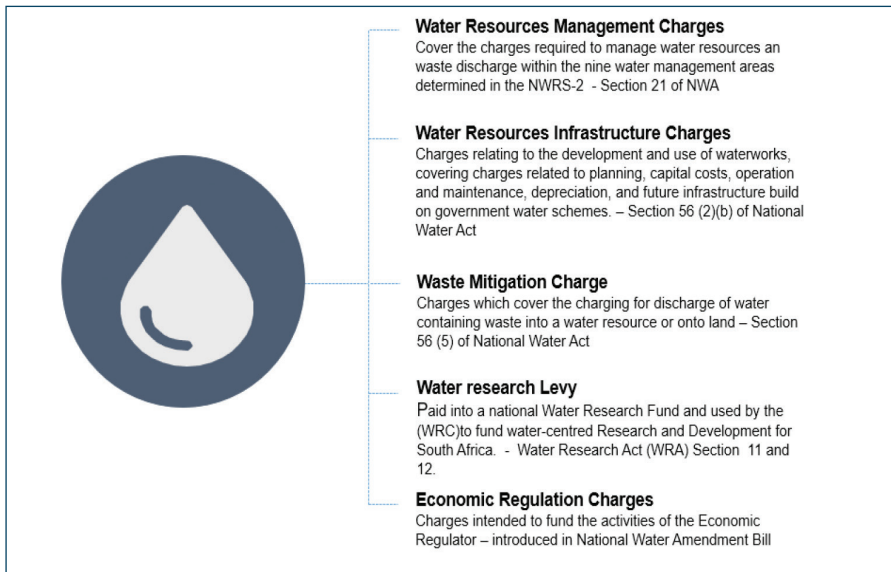 Water Resources Management Charges
Cover the charges required to manage water resources an
waste discharge within the nine water management areas
determined in the NWRS-2 - Section 21 of NWA
Water Resources Infrastructure Charges
Charges relating to the development and use of waterworks,
covering charges related to planning, capital costs, operation
and maintenance, depreciation, and future infrastructure build
on government water schemes. – Section 56 (2)(b) of National
Water Act
Waste Mitigation Charge
Charges which cover the charging for discharge of water
containing waste into a water resource or onto land – Section
56 (5) of National Water Act
Water research Levy
Paid into a national Water Research Fund and used by the
(WRC)to fund water-centred Research and Development for
South Africa. - Water Research Act (WRA) Section 11 and
12.
Economic Regulation Charges
Charges intended to fund the activities of the Economic
Regulator – introduced in National Water Amendment Bill